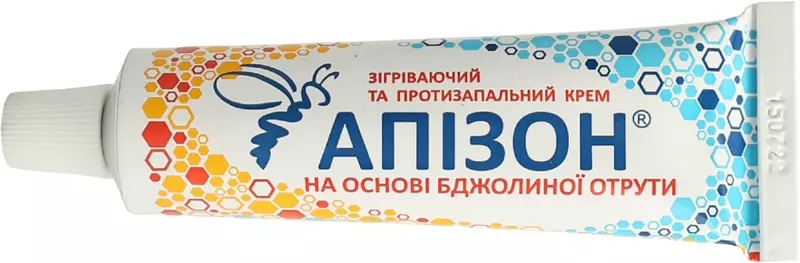 ЗІГРІВАЮЧИЙ
ТА ПРОТИЗАПАЛЬНИЙ КРЕМ
АПІЗОН®
НА ОСНОВІ БДЖОЛИНОЇ ОТРУТИ
150722